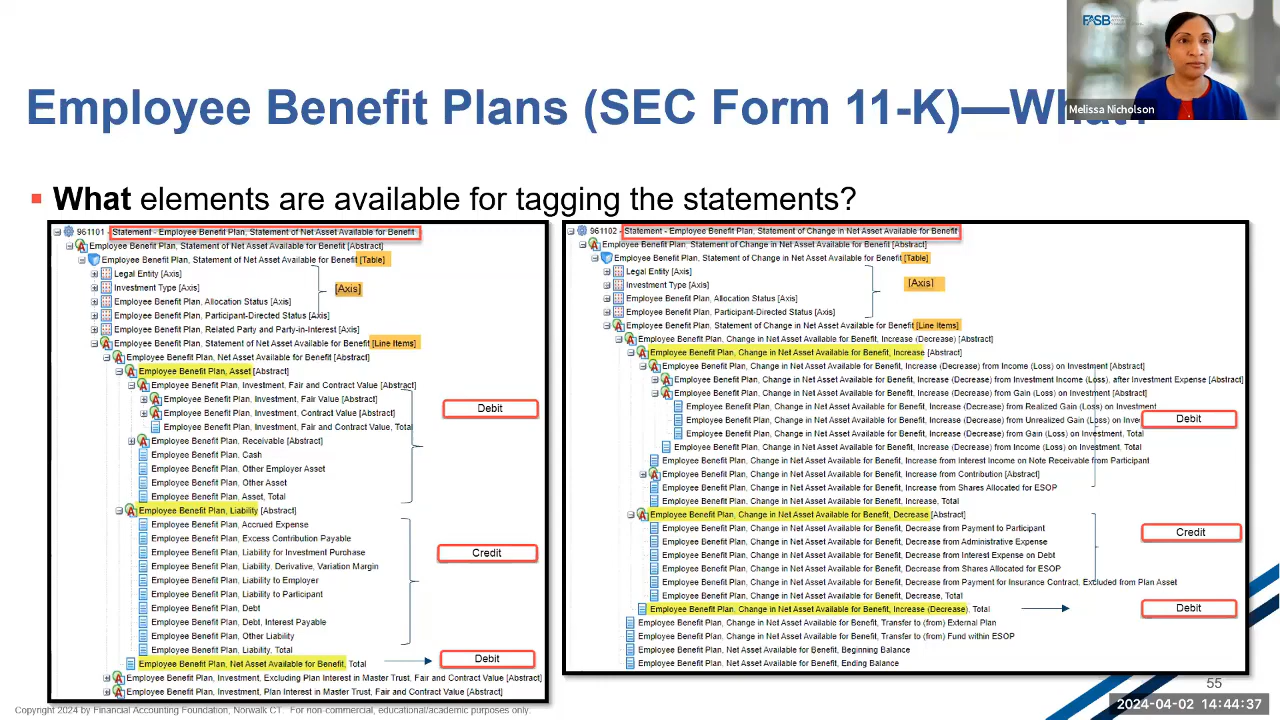 FASB
Melissa Nicholson
Employee Benefit Plans (SEC Form 11-K)—What?
What elements are available for tagging the statements?
961101 - Statement - Employee Benefit Plan, Statement of Net Asset Available for Benefit
Employee Benefit Plan, Statement of Net Asset Available for Benefit [Abstract]
Employee Benefit Plan, Statement of Net Asset Available for Benefit [Table]
Legal Entity [Axis]
Investment Type [Axis]
[Axis]
Employee Benefit Plan, Allocation Status [Axis]
Employee Benefit Plan, Participant-Directed Status [Axis]
Employee Benefit Plan, Related Party and Party-in-Interest [Axis]
Employee Benefit Plan, Statement of Net Asset Available for Benefit [Line Items]
Employee Benefit Plan, Net Asset Available for Benefit [Abstract]
Employee Benefit Plan, Asset [Abstract]
Employee Benefit Plan, Investment, Fair and Contract Value [Abstract]
Employee Benefit Plan, Investment, Fair Value [Abstract]
Debit
Employee Benefit Plan, Investment, Contract Value [Abstract]
Employee Benefit Plan, Investment, Fair and Contract Value, Total
Employee Benefit Plan, Receivable [Abstract]
Employee Benefit Plan, Cash
Employee Benefit Plan, Other Employer Asset
Employee Benefit Plan, Other Asset
Employee Benefit Plan, Asset, Total
Employee Benefit Plan, Liability [Abstract]
Employee Benefit Plan, Accrued Expense
Employee Benefit Plan, Excess Contribution Payable
Employee Benefit Plan, Liability for Investment Purchase
Credit
Employee Benefit Plan, Liability, Derivative, Variation Margin
Employee Benefit Plan, Liability to Employer
Employee Benefit Plan, Liability to Participant
Employee Benefit Plan, Debt
Employee Benefit Plan, Debt, Interest Payable
Employee Benefit Plan, Other Liability
Employee Benefit Plan, Liability, Total
Employee Benefit Plan, Net Asset Available for Benefit, Total
Debit
Employee Benefit Plan, Investment, Excluding Plan Interest in Master Trust, Fair and Contract Value [Abstract]
Employee Benefit Plan, Investment, Plan Interest in Master Trust, Fair and Contract Value [Abstract]
961102 - Statement - Employee Benefit Plan, Statement of Change in Net Asset Available for Benefit
Employee Benefit Plan, Statement of Change in Net Asset Available for Benefit [Abstract]
Employee Benefit Plan, Statement of Change in Net Asset Available for Benefit [Table]
Legal Entity [Axis]
Investment Type [Axis]
[Axis]
Employee Benefit Plan, Allocation Status [Axis]
Employee Benefit Plan, Participant-Directed Status [Axis]
Employee Benefit Plan, Statement of Change in Net Asset Available for Benefit [Line Items]
Employee Benefit Plan, Change in Net Asset Available for Benefit, Increase (Decrease) [Abstract]
Employee Benefit Plan, Change in Net Asset Available for Benefit, Increase [Abstract]
Employee Benefit Plan, Change in Net Asset Available for Benefit, Increase (Decrease) from Income (Loss) on Investment [Abstract]
Employee Benefit Plan, Change in Net Asset Available for Benefit, Increase (Decrease) from Investment Income (Loss), after Investment Expense [Abstract]
Employee Benefit Plan, Change in Net Asset Available for Benefit, Increase (Decrease) from Gain (Loss) on Investment [Abstract]
Employee Benefit Plan, Change in Net Asset Available for Benefit, Increase (Decrease) from Realized Gain (Loss) on Investment
Employee Benefit Plan, Change in Net Asset Available for Benefit, Increase (Decrease) from Unrealized Gain (Loss) on Inve
Debit
Employee Benefit Plan, Change in Net Asset Available for Benefit, Increase (Decrease) from Gain (Loss) on Investment, Total
Employee Benefit Plan, Change in Net Asset Available for Benefit, Increase (Decrease) from Income (Loss) on Investment, Total
Employee Benefit Plan, Change in Net Asset Available for Benefit, Increase from Interest Income on Note Receivable from Participant
Employee Benefit Plan, Change in Net Asset Available for Benefit, Increase from Contribution [Abstract]
Employee Benefit Plan, Change in Net Asset Available for Benefit, Increase from Shares Allocated for ESOP
Employee Benefit Plan, Change in Net Asset Available for Benefit, Increase, Total
Employee Benefit Plan, Change in Net Asset Available for Benefit, Decrease [Abstract]
Employee Benefit Plan, Change in Net Asset Available for Benefit, Decrease from Payment to Participant
Credit
Employee Benefit Plan, Change in Net Asset Available for Benefit, Decrease from Administrative Expense
Employee Benefit Plan, Change in Net Asset Available for Benefit, Decrease from Interest Expense on Debt
Employee Benefit Plan, Change in Net Asset Available for Benefit, Decrease from Shares Allocated for ESOP
Employee Benefit Plan, Change in Net Asset Available for Benefit, Decrease from Payment for Insurance Contract, Excluded from Plan Asset
Employee Benefit Plan, Change in Net Asset Available for Benefit, Decrease, Total
Employee Benefit Plan, Change in Net Asset Available for Benefit, Increase (Decrease), Total
Debit
Employee Benefit Plan, Change in Net Asset Available for Benefit, Transfer to (from) External Plan
Employee Benefit Plan, Change in Net Asset Available for Benefit, Transfer to (from) Fund within ESOP
Employee Benefit Plan, Net Asset Available for Benefit, Beginning Balance
Employee Benefit Plan, Net Asset Available for Benefit, Ending Balance
55
2024-04-02 14:44:37
Copyright 2024 by Financial Accounting Foundation, Norwalk CT. For non-commercial, educational/academic purposes only.